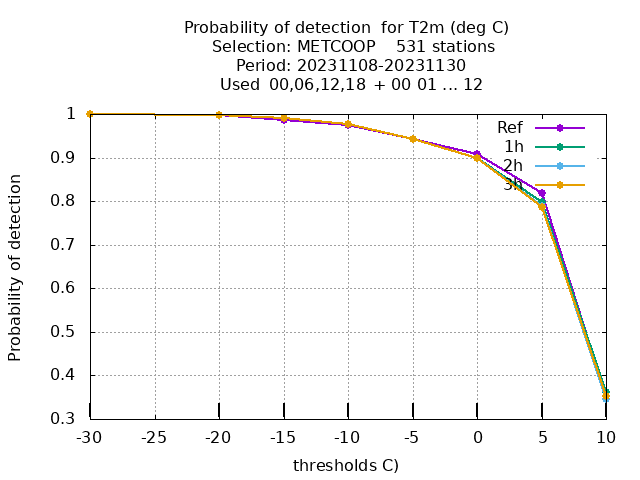 Probability of detection for T2m (deg C)
Selection: METCOOP 531 stations
Period: 20231108-20231130
Used 00,06,12,18 + 00 01 ... 12
Probability of detection
1
0.9
0.8
0.7
0.6
0.5
0.4
0.3
Ref
1h
2h
3h
-30 -25 -20 -15 -10 -5 0 5 10
thresholds C)